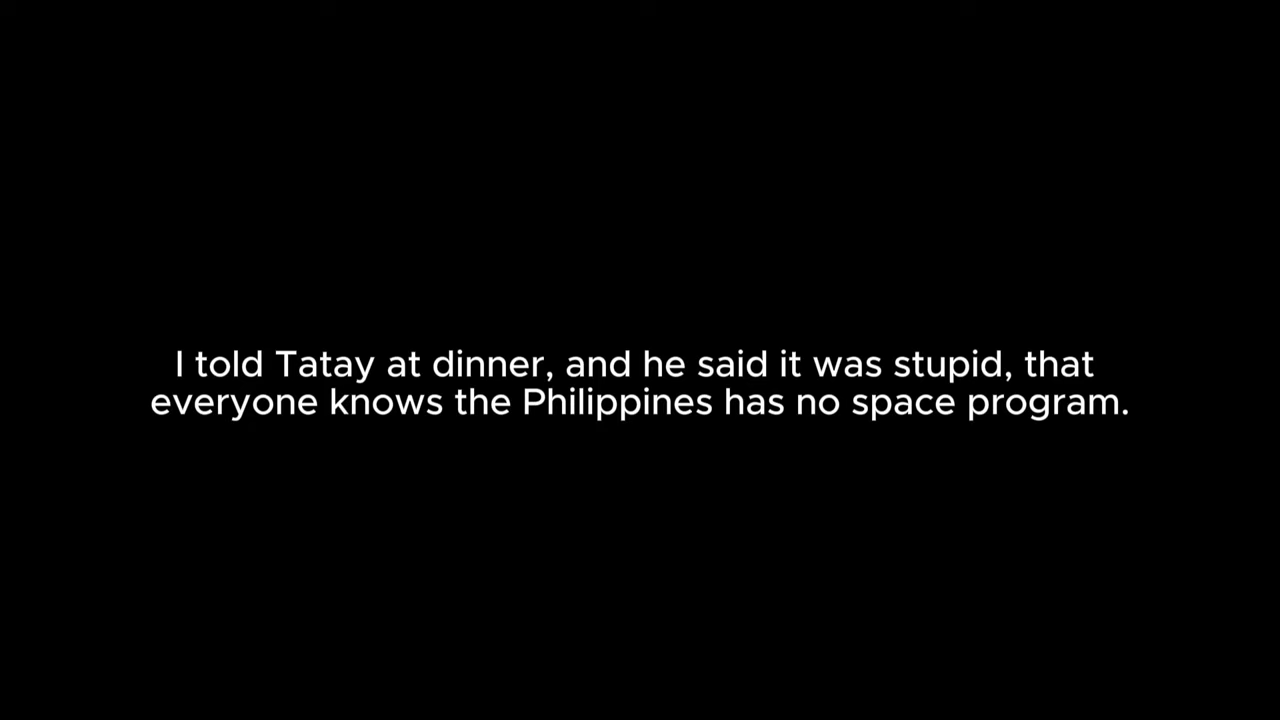 I told Tatay at dinner, and he said it was stupid, that
everyone knows the Philippines has no space program.